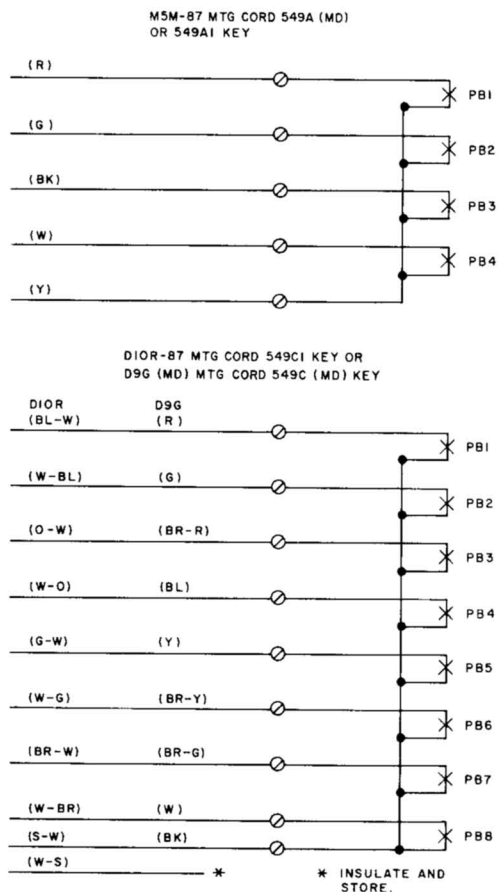 M5M-87 MTG CORD 549A (MD)
OR 549A1 KEY
(R)
PB1
(G)
PB2
(BK)
PB3
(W)
PB4
(Y)
D10R-87 MTG CORD 549C1 KEY OR
D9G (MD) MTG CORD 549C (MD) KEY
D10R D9G
(BL-W) (R)
PB1
(W-BL) (G)
PB2
(O-W) (BR-R)
PB3
(W-O) (BL)
PB4
(G-W) (Y)
PB5
(W-G) (BR-Y)
PB6
(BR-W) (BR-G)
PB7
(W-BR) (W)
PB8
(S-W) (BK)
(W-S) *
* INSULATE AND
STORE.